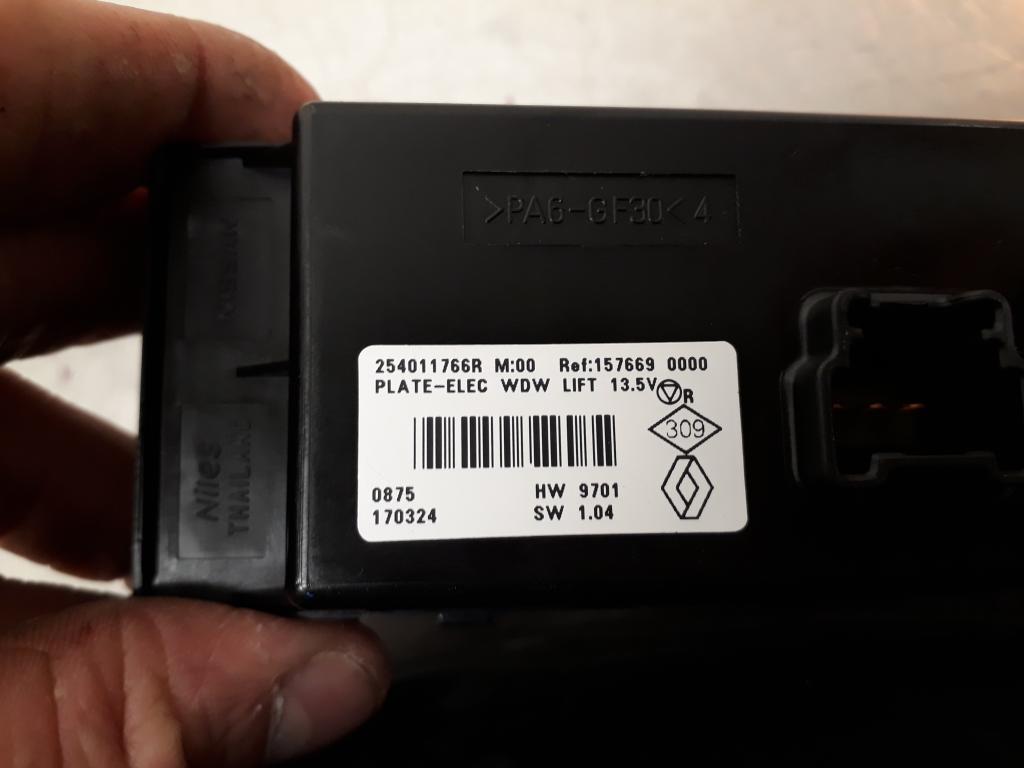 >PA6-GF30< 4
NISSAN
254011766R M:00 Ref:157669 0000
PLATE-ELEC WDW LIFT 13.5V
R
309
0875 HW 9701
170324 SW 1.04
Niles
THAILAND